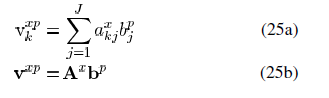 v_k^{xp} = \sum_{j=1}^{J} a_{kj}^{x} b_j^{p} (25a)
\mathbf{v}^{xp} = \mathbf{A}^{x} \mathbf{b}^{p} (25b)